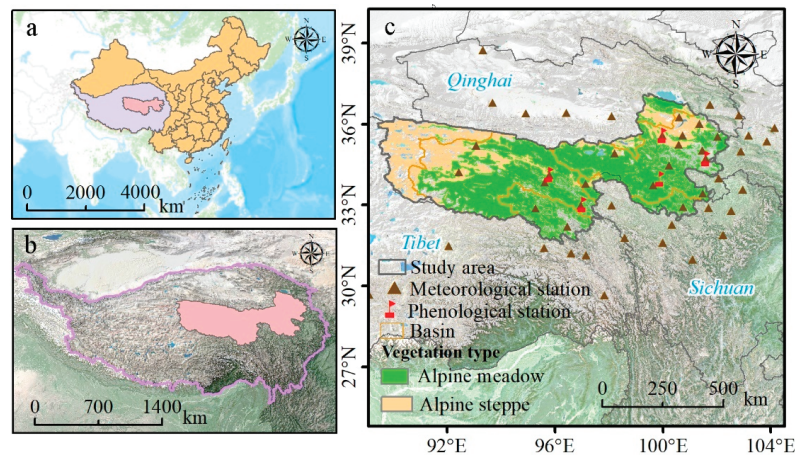 a
N
W E
S
0 2000 4000
km
b
N
W E
S
0 700 1400
km
c
N
W E
S
Qinghai
Tibet
Sichuan
Study area
Meteorological station
Phenological station
Basin
Vegetation type
Alpine meadow
Alpine steppe
0 250 500
km
39°N
36°N
33°N
30°N
27°N
92°E 96°E 100°E 104°E